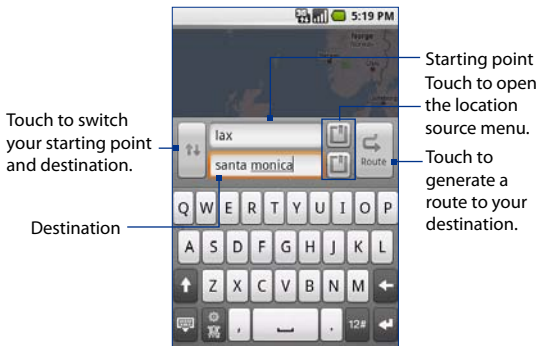 5:19 PM
Norge
Norway
Starting point
Touch to open
the location
source menu.
Touch to switch
your starting point
and destination.
lax
santa monica
Route
Touch to
generate a
route to your
destination.
Destination
Q W E R T Y U I O P
A S D F G H J K L
Z X C V B N M
, . 12#